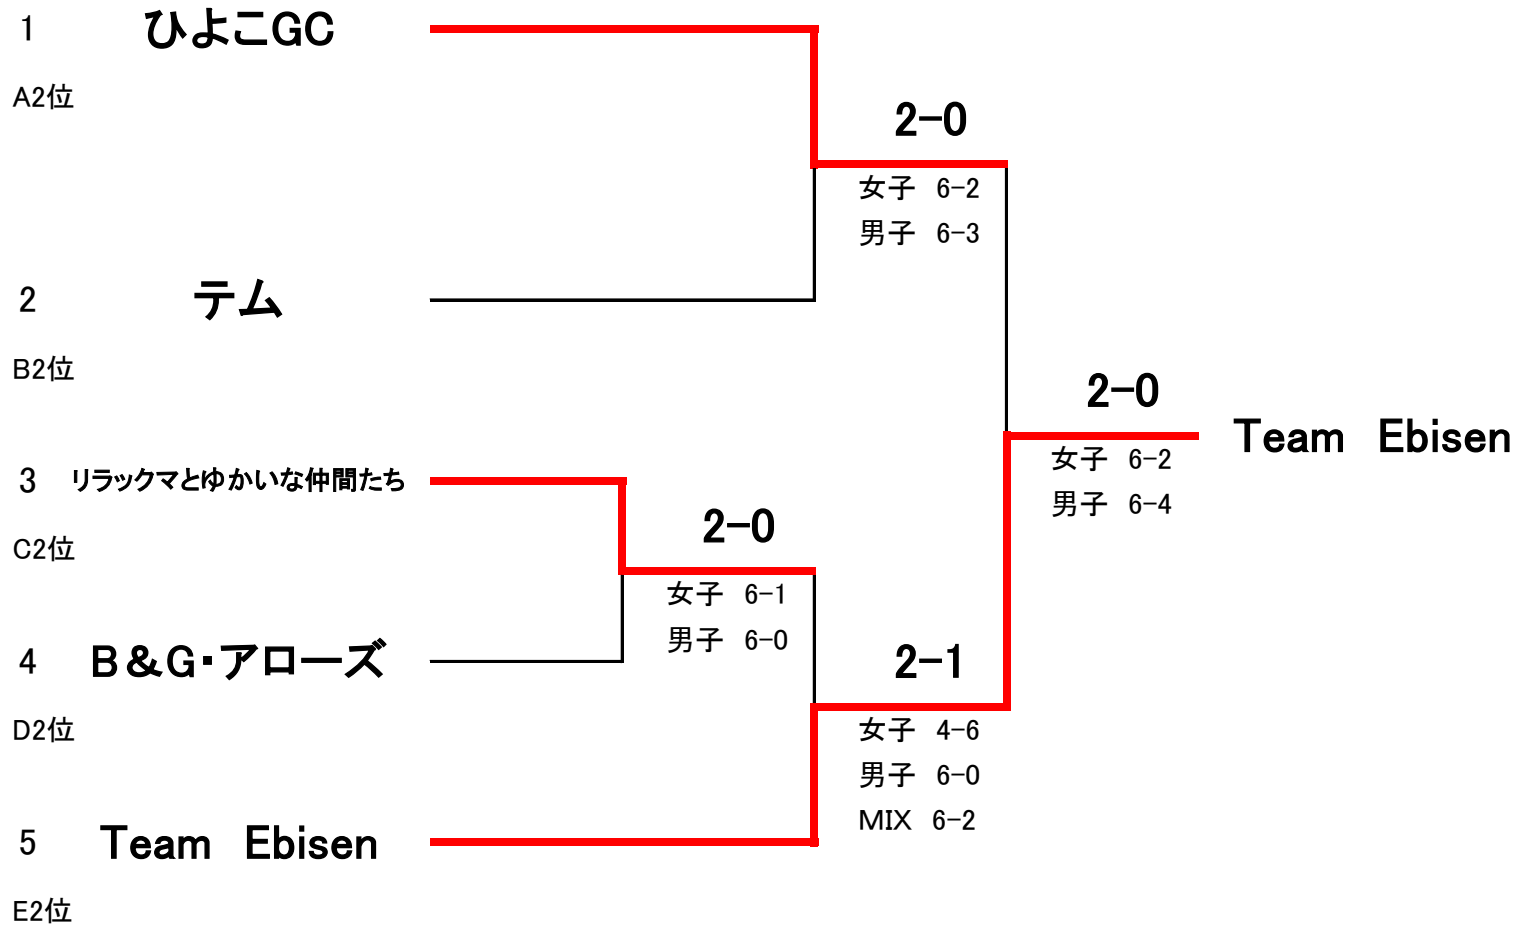 1 ひよこGC
A2位
2-0
女子 6-2
男子 6-3
2 テム
B2位
2-0
Team Ebisen
女子 6-2
男子 6-4
3 リラックマとゆかいな仲間たち
C2位
2-0
女子 6-1
男子 6-0
4 B&G・アローズ
D2位
2-1
女子 4-6
男子 6-0
MIX 6-2
5 Team Ebisen
E2位